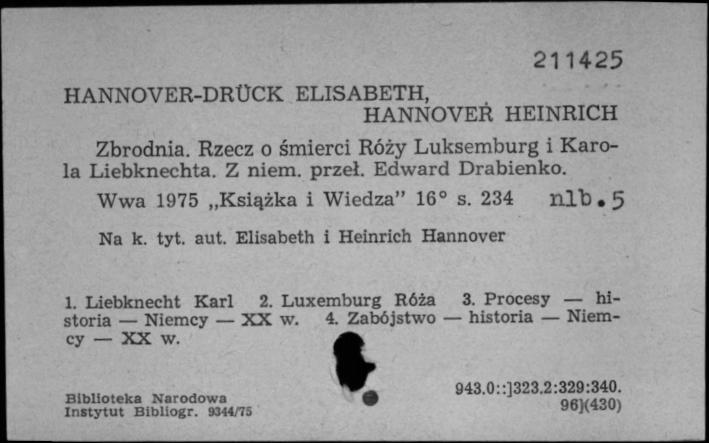 211425
HANNOVER-DRÜCK ELISABETH,
HANNOVER HEINRICH
Zbrodnia. Rzecz o śmierci Róży Luksemburg i Karo-
la Liebknechta. Z niem. przeł. Edward Drabienko.
Wwa 1975 „Książka i Wiedza” 16° s. 234 nlb. 5
Na k. tyt. aut. Elisabeth i Heinrich Hannover
1. Liebknecht Karl 2. Luxemburg Róża 3. Procesy — hi-
storia — Niemcy — XX w. 4. Zabójstwo — historia — Niem-
cy — XX w.
943.0::]323.2:329:340.
96](430)
Biblioteka Narodowa
Instytut Bibliogr. 9344/75